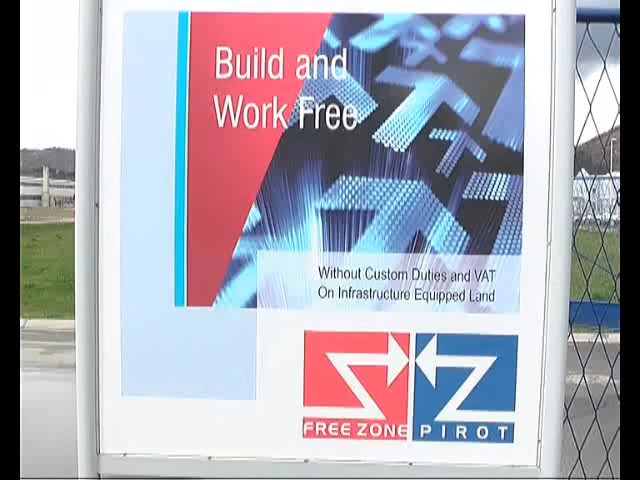 Build and
Work Free
Without Custom Duties and VAT
On Infrastructure Equipped Land
FREE ZONE PIROT